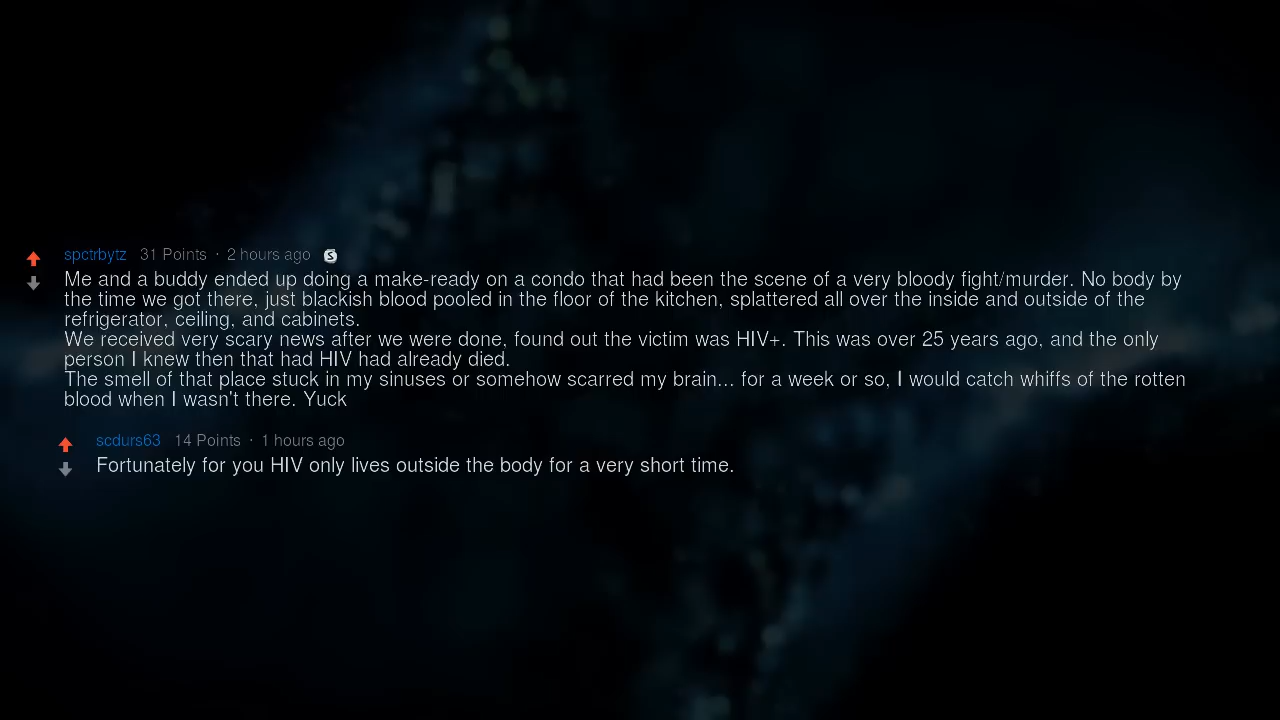 spctrbytz 31 Points · 2 hours ago
Me and a buddy ended up doing a make-ready on a condo that had been the scene of a very bloody fight/murder. No body by
the time we got there, just blackish blood pooled in the floor of the kitchen, splattered all over the inside and outside of the
refrigerator, ceiling, and cabinets.
We received very scary news after we were done, found out the victim was HIV+. This was over 25 years ago, and the only
person I knew then that had HIV had already died.
The smell of that place stuck in my sinuses or somehow scarred my brain... for a week or so, I would catch whiffs of the rotten
blood when I wasn't there. Yuck
scdurs63 14 Points · 1 hours ago
Fortunately for you HIV only lives outside the body for a very short time.